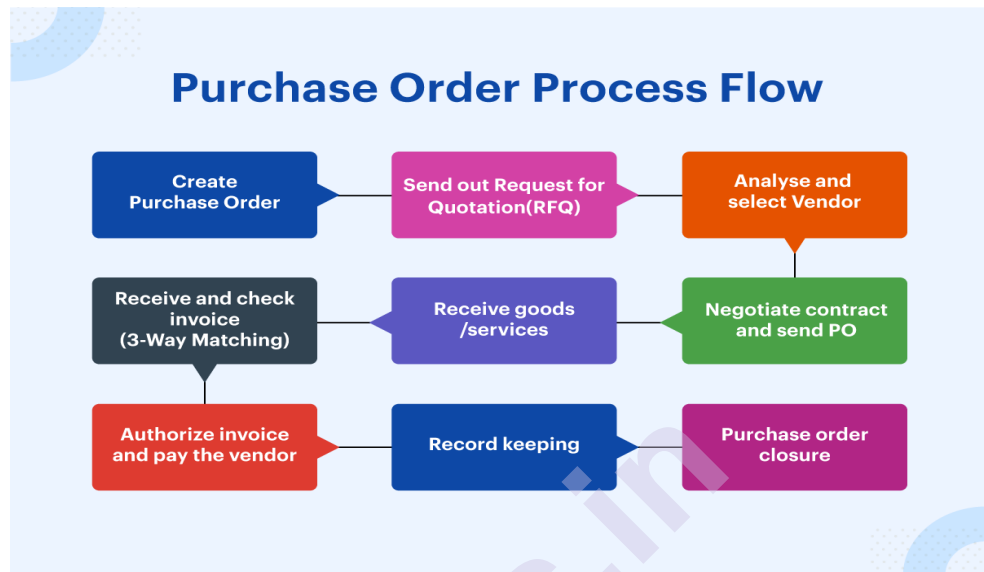 Purchase Order Process Flow
Create
Purchase Order
Send out Request for
Quotation(RFQ)
Analyse and
select Vendor
Negotiate contract
and send PO
Receive goods
/services
Receive and check
invoice
(3-Way Matching)
Authorize invoice
and pay the vendor
Record keeping
Purchase order
closure